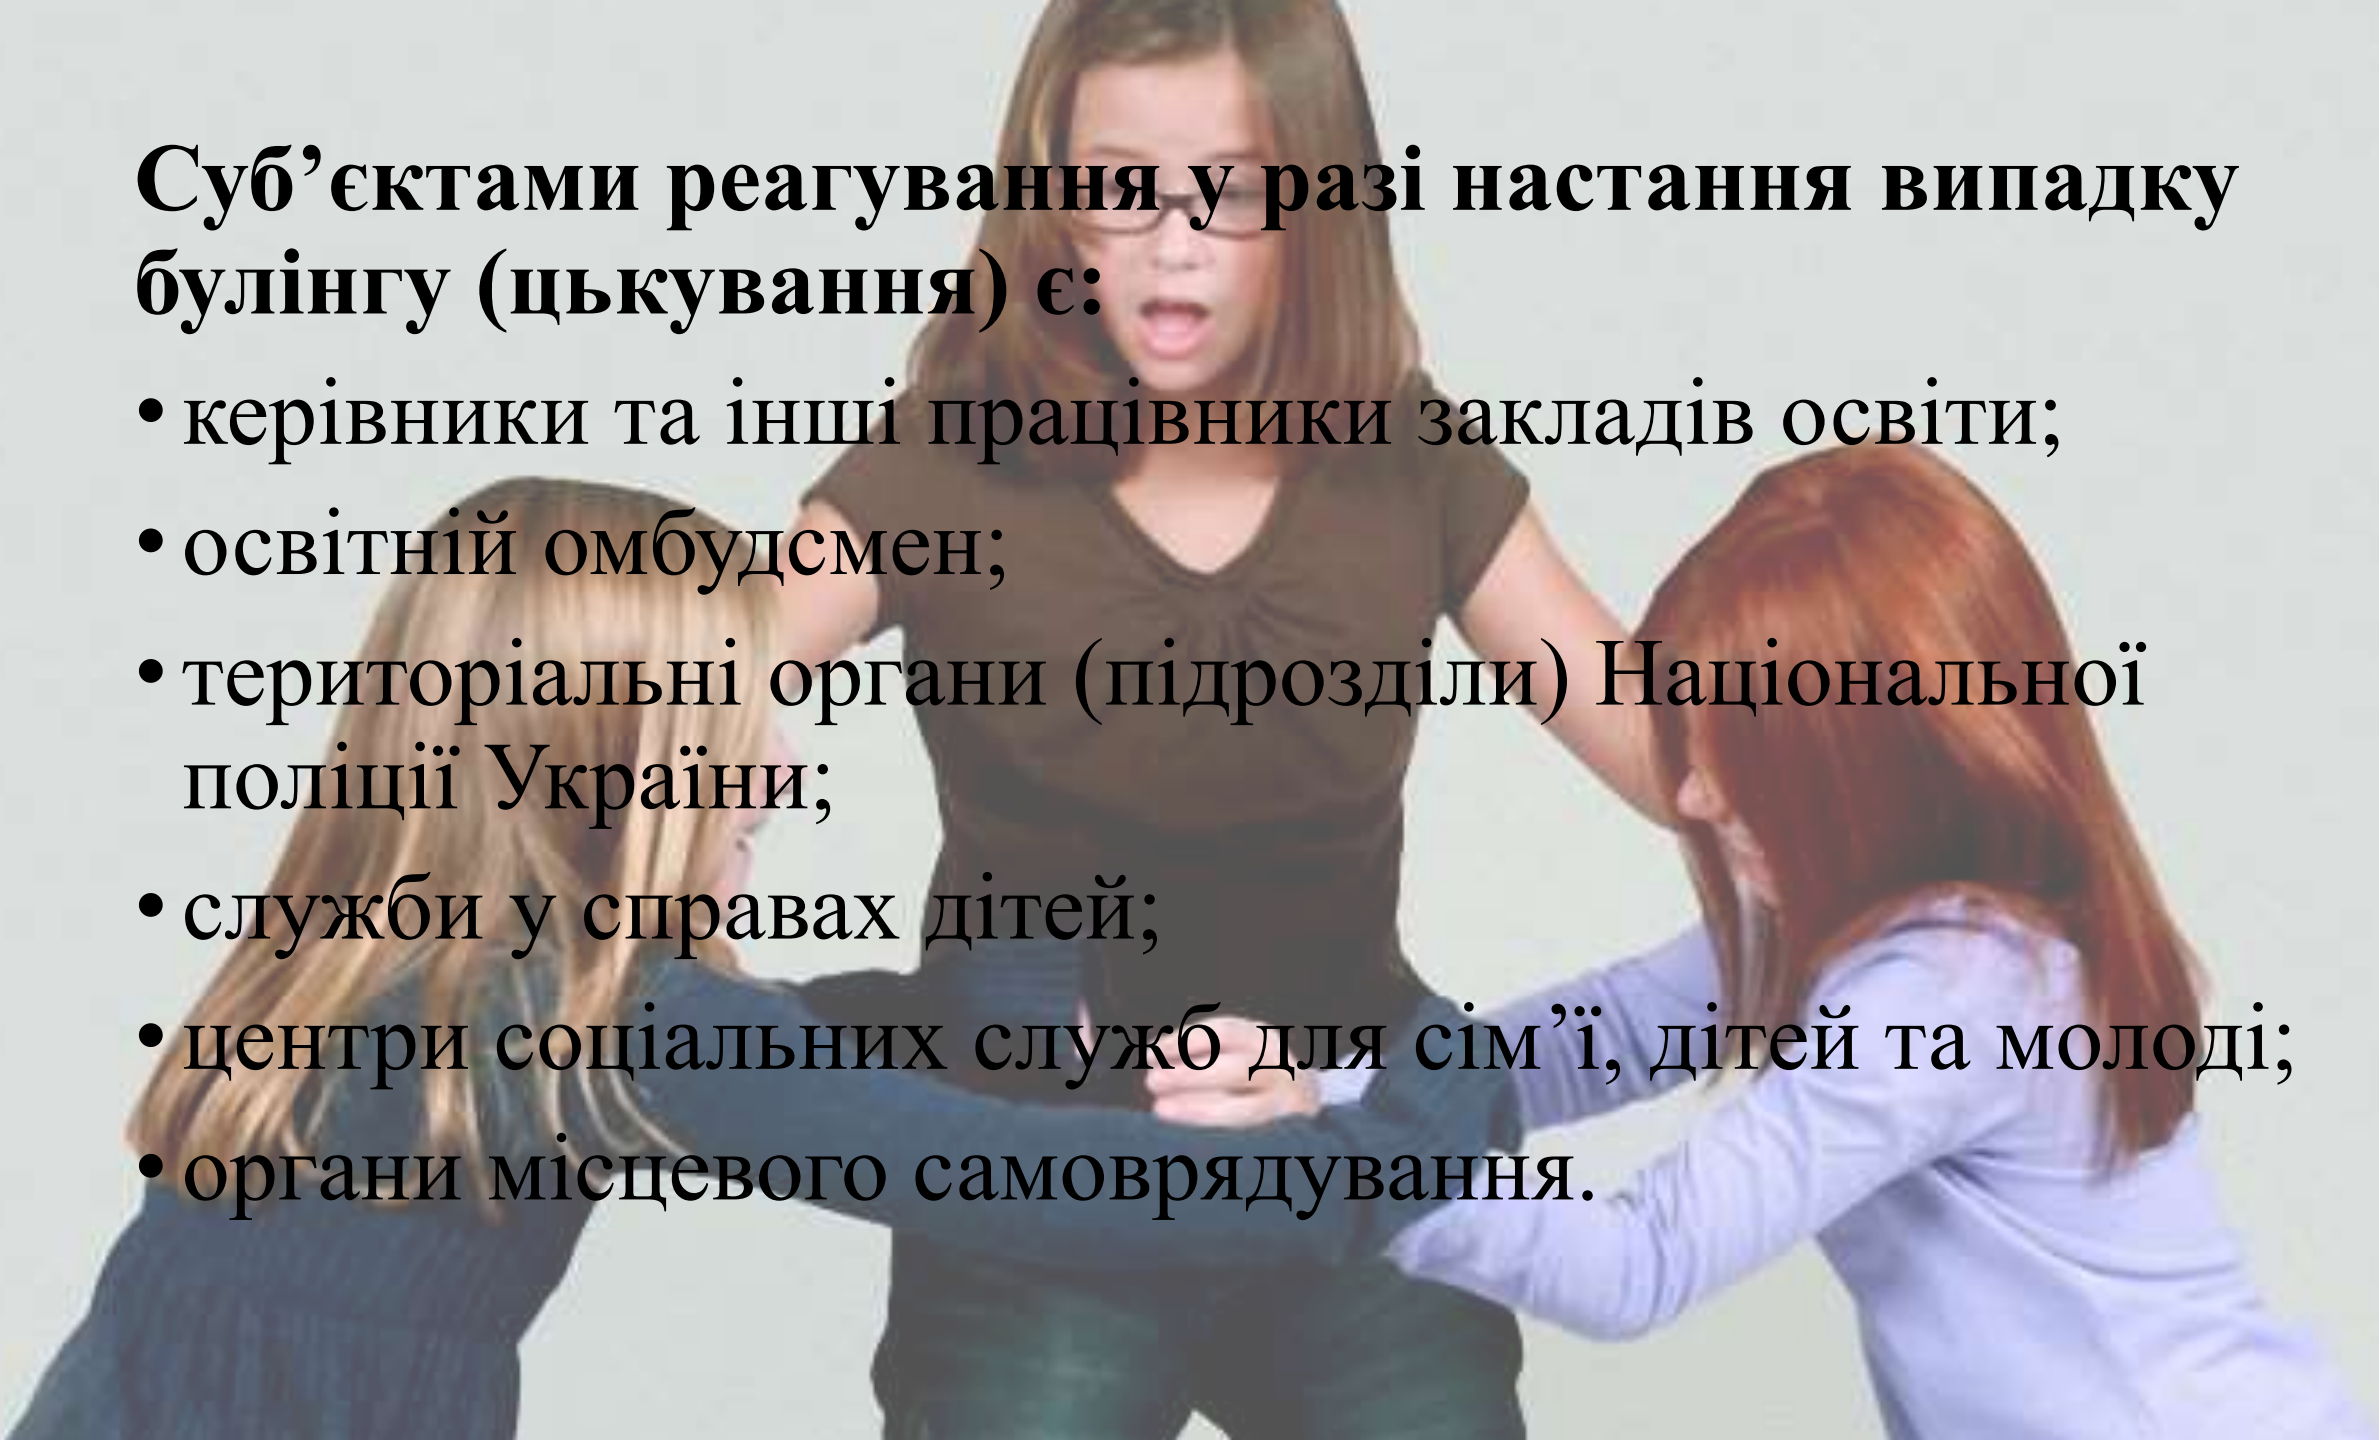 Суб’єктами реагування у разі настання випадку
булінгу (цькування) є:
• керівники та інші працівники закладів освіти;
• освітній омбудсмен;
• територіальні органи (підрозділи) Національної
поліції України;
• служби у справах дітей;
• центри соціальних служб для сім’ї, дітей та молоді;
• органи місцевого самоврядування.